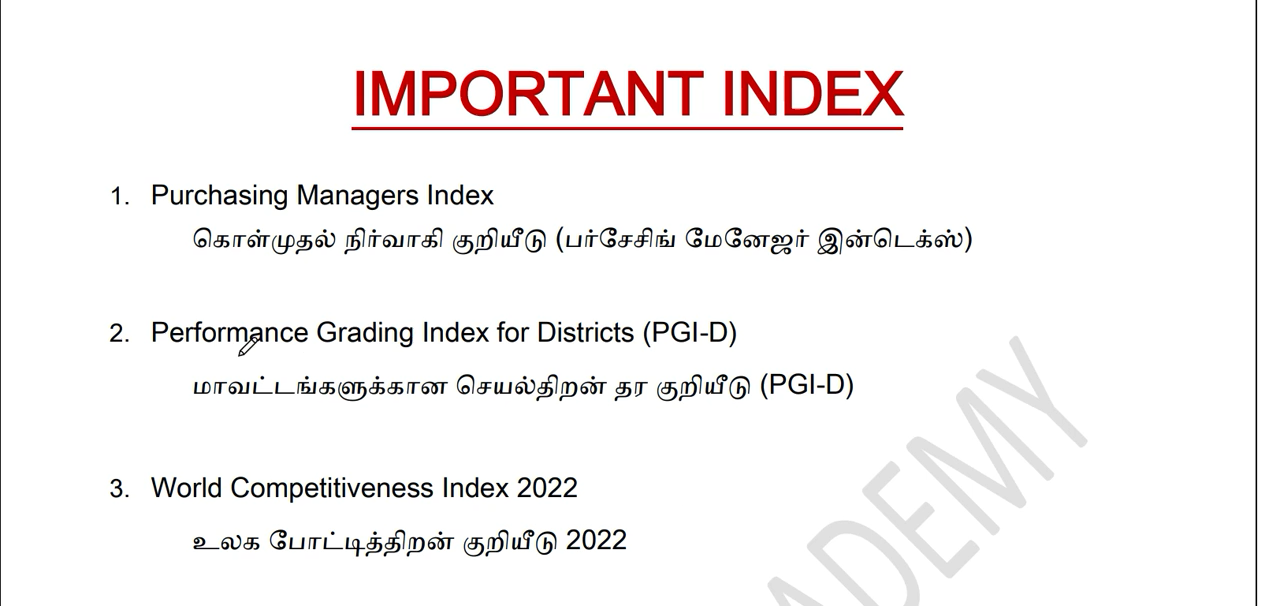 IMPORTANT INDEX
1. Purchasing Managers Index
கொள்முதல் நிர்வாகி குறியீடு (பர்சேசிங் மேனேஜர் இன்டெக்ஸ்)
2. Performance Grading Index for Districts (PGI-D)
மாவட்டங்களுக்கான செயல்திறன் தர குறியீடு (PGI-D)
3. World Competitiveness Index 2022
உலக போட்டித்திறன் குறியீடு 2022
ADEMY